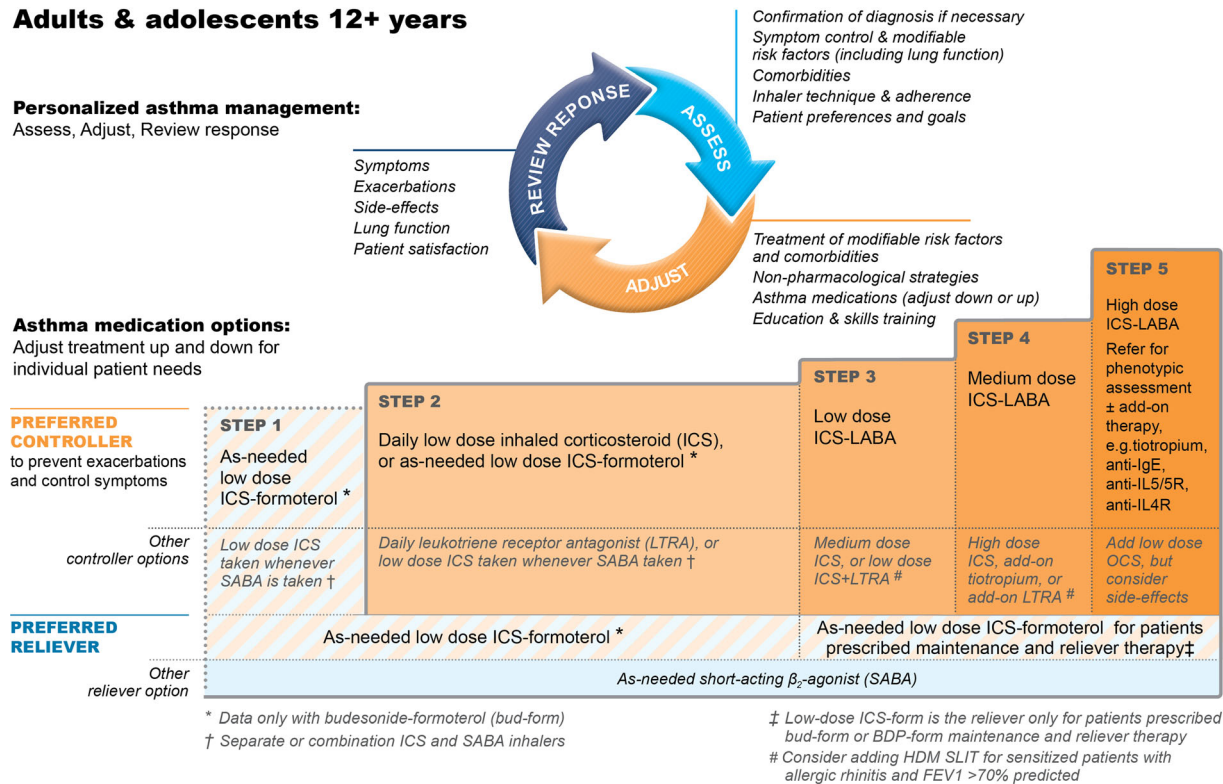 Adults & adolescents 12+ years
Personalized asthma management:
Assess, Adjust, Review response
Confirmation of diagnosis if necessary
Symptom control & modifiable
risk factors (including lung function)
Comorbidities
Inhaler technique & adherence
Patient preferences and goals
REVIEW REPONSE
ASSESS
ADJUST
Symptoms
Exacerbations
Side-effects
Lung function
Patient satisfaction
Treatment of modifiable risk factors
and comorbidities
Non-pharmacological strategies
Asthma medications (adjust down or up)
Education & skills training
Asthma medication options:
Adjust treatment up and down for
individual patient needs
PREFERRED
CONTROLLER
to prevent exacerbations
and control symptoms
STEP 1
As-needed
low dose
ICS-formoterol *
STEP 2
Daily low dose inhaled corticosteroid (ICS),
or as-needed low dose ICS-formoterol *
STEP 3
Low dose
ICS-LABA
STEP 4
Medium dose
ICS-LABA
STEP 5
High dose
ICS-LABA
Refer for
phenotypic
assessment
± add-on
therapy,
e.g.tiotropium,
anti-IgE,
anti-IL5/5R,
anti-IL4R
Other
controller options
Low dose ICS
taken whenever
SABA is taken †
Daily leukotriene receptor antagonist (LTRA), or
low dose ICS taken whenever SABA taken †
Medium dose
ICS, or low dose
ICS+LTRA #
High dose
ICS, add-on
tiotropium, or
add-on LTRA #
Add low dose
OCS, but
consider
side-effects
PREFERRED
RELIEVER
As-needed low dose ICS-formoterol *
As-needed low dose ICS-formoterol for patients
prescribed maintenance and reliever therapy‡
Other
reliever option
As-needed short-acting β₂-agonist (SABA)
* Data only with budesonide-formoterol (bud-form)
† Separate or combination ICS and SABA inhalers
‡ Low-dose ICS-form is the reliever only for patients prescribed
bud-form or BDP-form maintenance and reliever therapy
# Consider adding HDM SLIT for sensitized patients with
allergic rhinitis and FEV1 >70% predicted